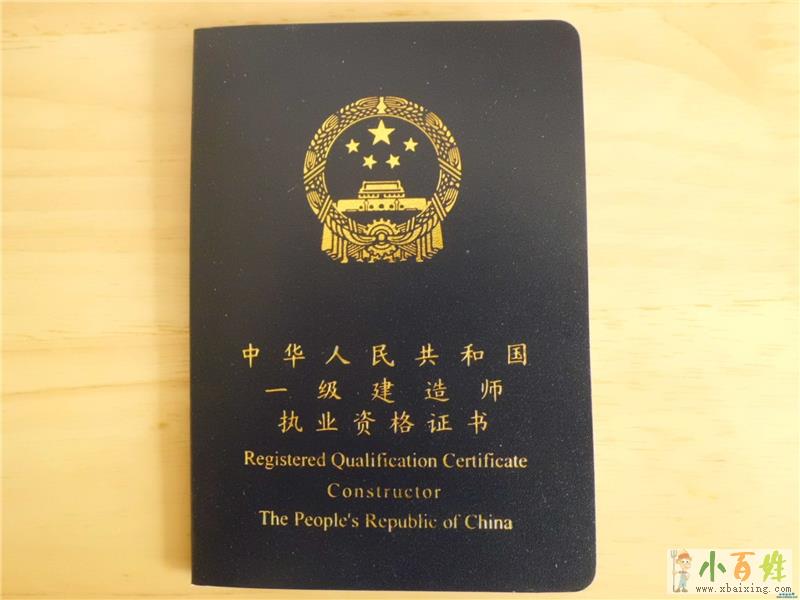 中华人民共和国
一级建造师
执业资格证书
Registered Qualification Certificate
Constructor
The People's Republic of China
小百姓
www.xbaixing.com